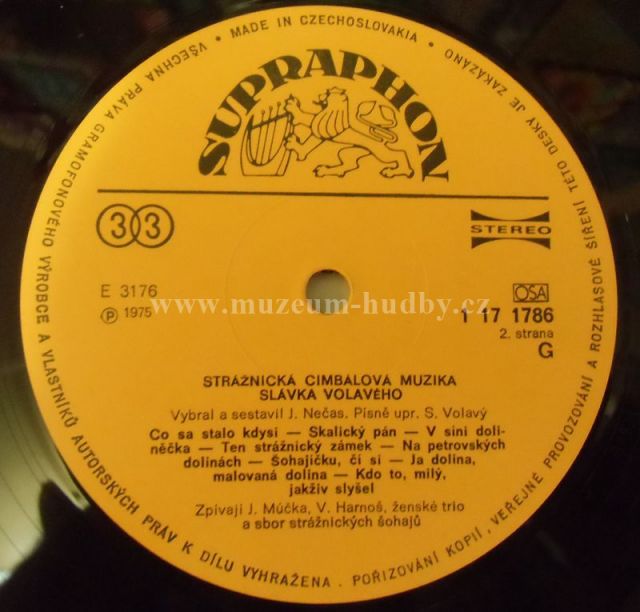 VŠECHNA PRÁVA GRAMOFONOVÉHO VÝROBCE A VLASTNÍKŮ AUTORSKÝCH PRÁV K DÍLU VYHRAŽENA . POŘIZOVÁNÍ KOPIÍ, VEŘEJNÉ PROVOZOVÁNÍ A ROZHLASOVÉ ŠÍŘENÍ TÉTO DESKY JE ZAKÁZÁNO • MADE IN CZECHOSLOVAKIA •
SUPRAPHON
33
STEREO
E 3176
Ⓟ 1975
OSA
1 17 1786
2. strana
G
www.muzeum-hudby.cz
STRÁŽNICKÁ CIMBÁLOVÁ MUZIKA
SLÁVKA VOLAVÉHO
Vybral a sestavil J. Nečas. Písně upr. S. Volavý
Co sa stalo kdysi — Skalický pán — V sini doli-
něčka — Ten strážnický zámek — Na petrovských
dolinách — Šohajíčku, či si — Ja dolina,
malovaná dolina — Kdo to, milý,
jakživ slyšel
Zpívají J. Múčka, V. Harnoš, ženské trio
a sbor strážnických šohajů